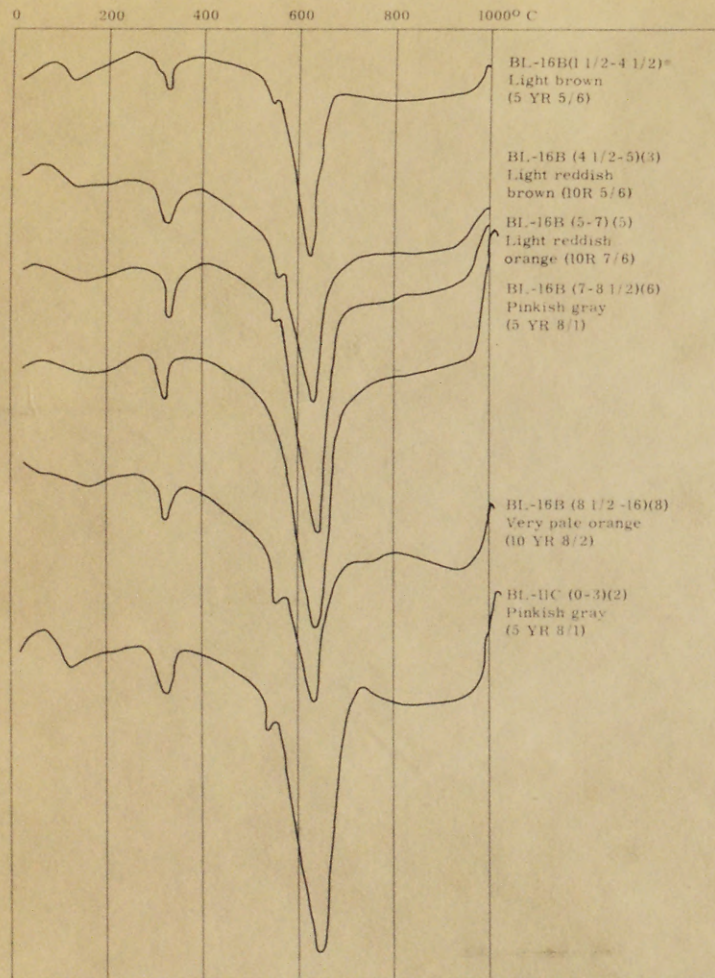 0 200 400 600 800 1000° C
BL-16B(1 1/2-4 1/2)*
Light brown
(5 YR 5/6)
BL-16B (4 1/2-5)(3)
Light reddish
brown (10R 5/6)
BL-16B (5-7)(5)
Light reddish
orange (10R 7/6)
BL-16B (7-8 1/2)(6)
Pinkish gray
(5 YR 8/1)
BL-16B (8 1/2 -16)(8)
Very pale orange
(10 YR 8/2)
BL-11C (0-3)(2)
Pinkish gray
(5 YR 8/1)